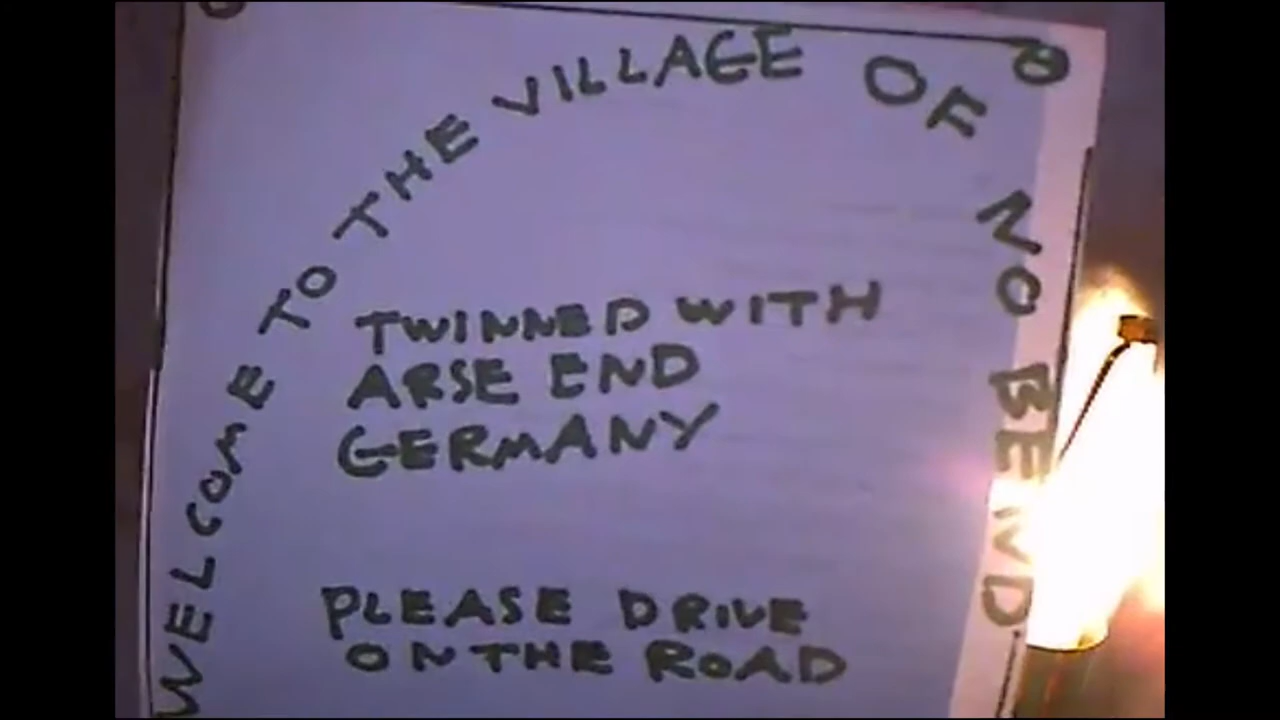 WELCOME TO THE VILLAGE OF NO BEND
TWINNED WITH
ARSE END
GERMANY
PLEASE DRIVE
ON THE ROAD